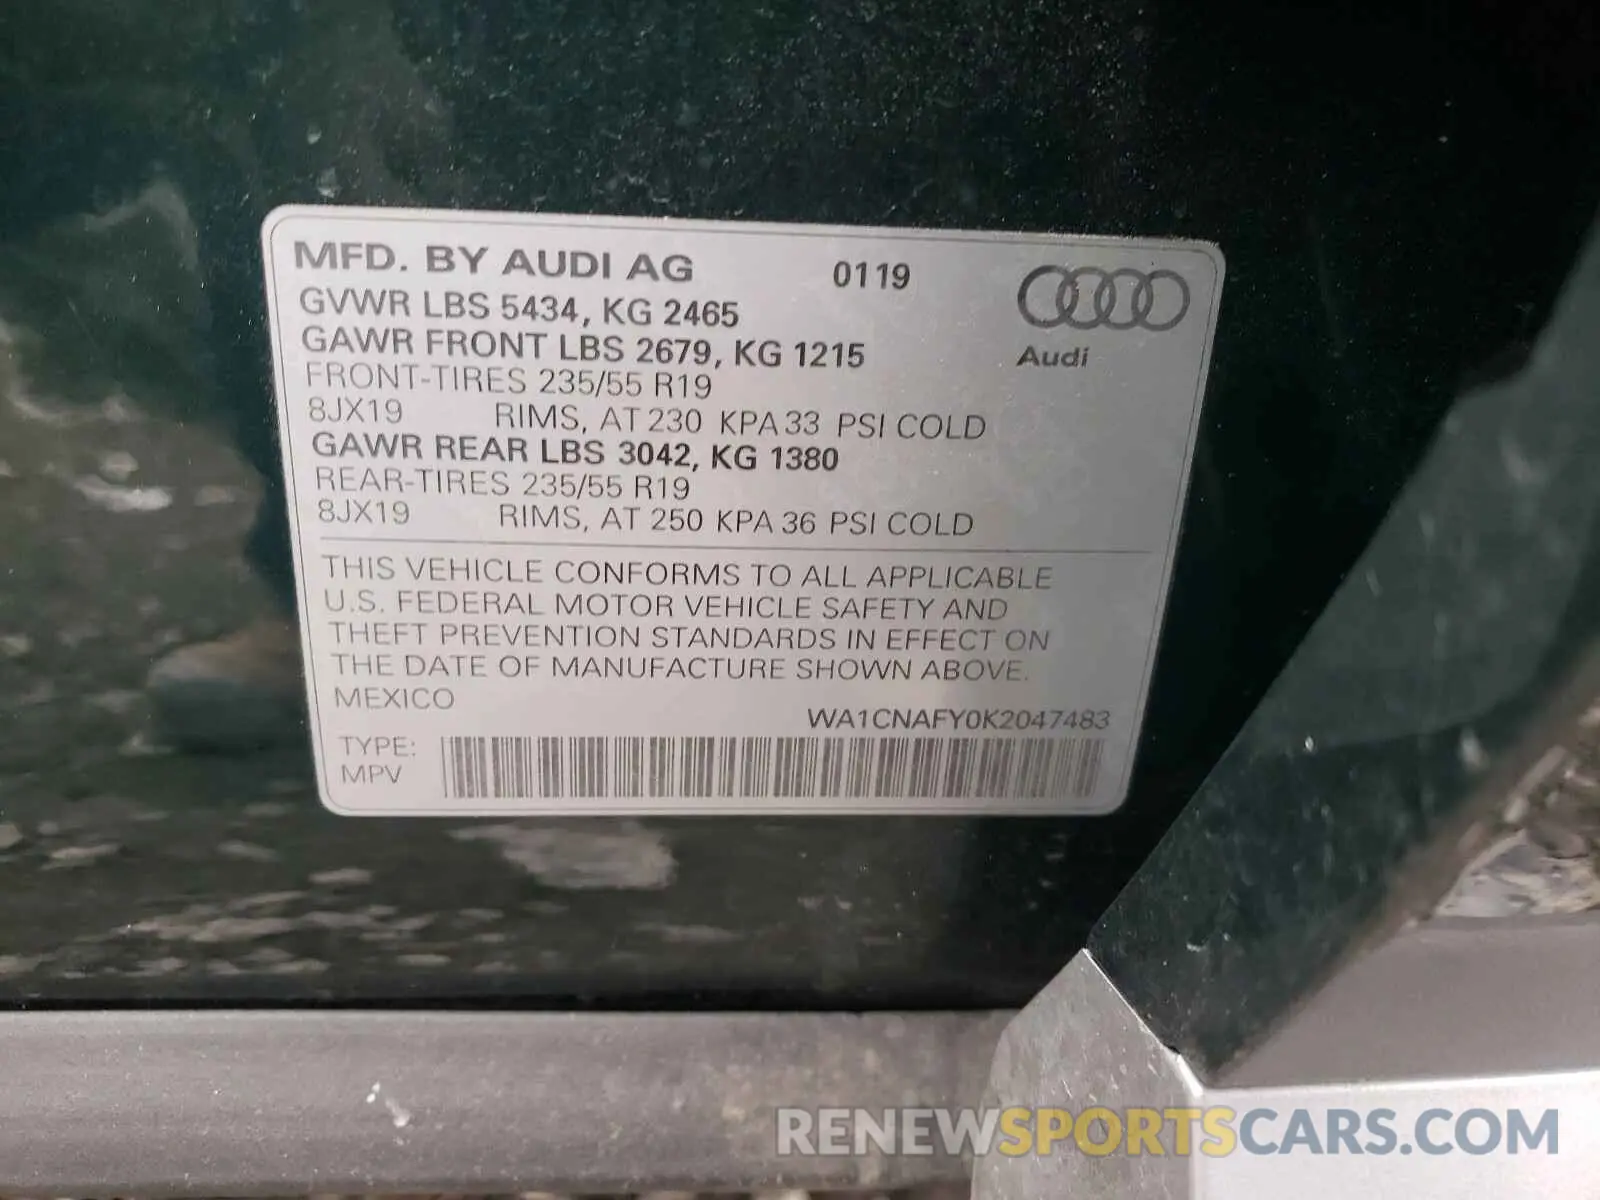 MFD. BY AUDI AG 0119
GVWR LBS 5434, KG 2465
GAWR FRONT LBS 2679, KG 1215
Audi
FRONT-TIRES 235/55 R19
8JX19 RIMS, AT 230 KPA 33 PSI COLD
GAWR REAR LBS 3042, KG 1380
REAR-TIRES 235/55 R19
8JX19 RIMS, AT 250 KPA 36 PSI COLD
THIS VEHICLE CONFORMS TO ALL APPLICABLE
U.S. FEDERAL MOTOR VEHICLE SAFETY AND
THEFT PREVENTION STANDARDS IN EFFECT ON
THE DATE OF MANUFACTURE SHOWN ABOVE.
MEXICO
WA1CNAFY0K2047483
TYPE:
MPV
RENEWSPORTSCARS.COM